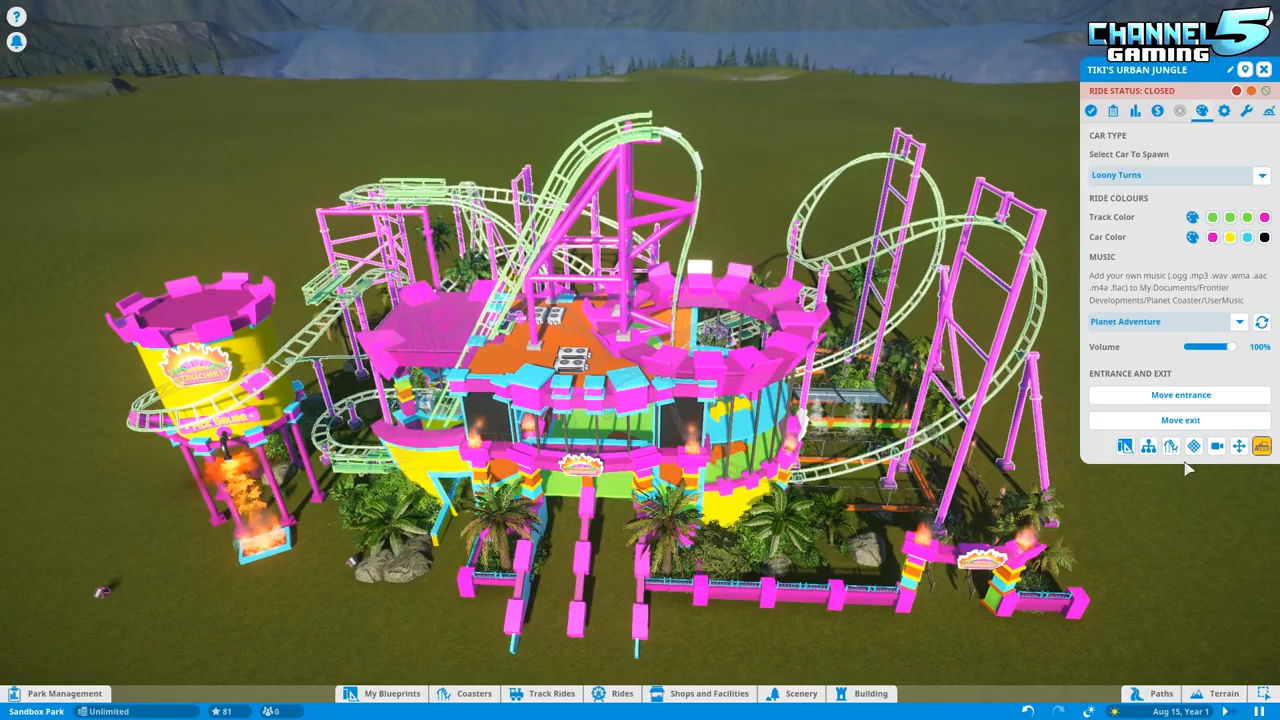 CHANNEL 5
GAMING
TIKI'S URBAN JUNGLE
RIDE STATUS: CLOSED
CAR TYPE
Select Car To Spawn
Loony Turns
RIDE COLOURS
Track Color
Car Color
MUSIC
Add your own music (.ogg .mp3 .wav .wma .aac
.m4a .flac) to My Documents/Frontier
Developments/Planet Coaster/UserMusic
Planet Adventure
Volume
100%
ENTRANCE AND EXIT
Move entrance
Move exit
Park Management
My Blueprints
Coasters
Track Rides
Rides
Shops and Facilities
Scenery
Building
Paths
Terrain
Sandbox Park
Unlimited
81
0
Aug 15, Year 1